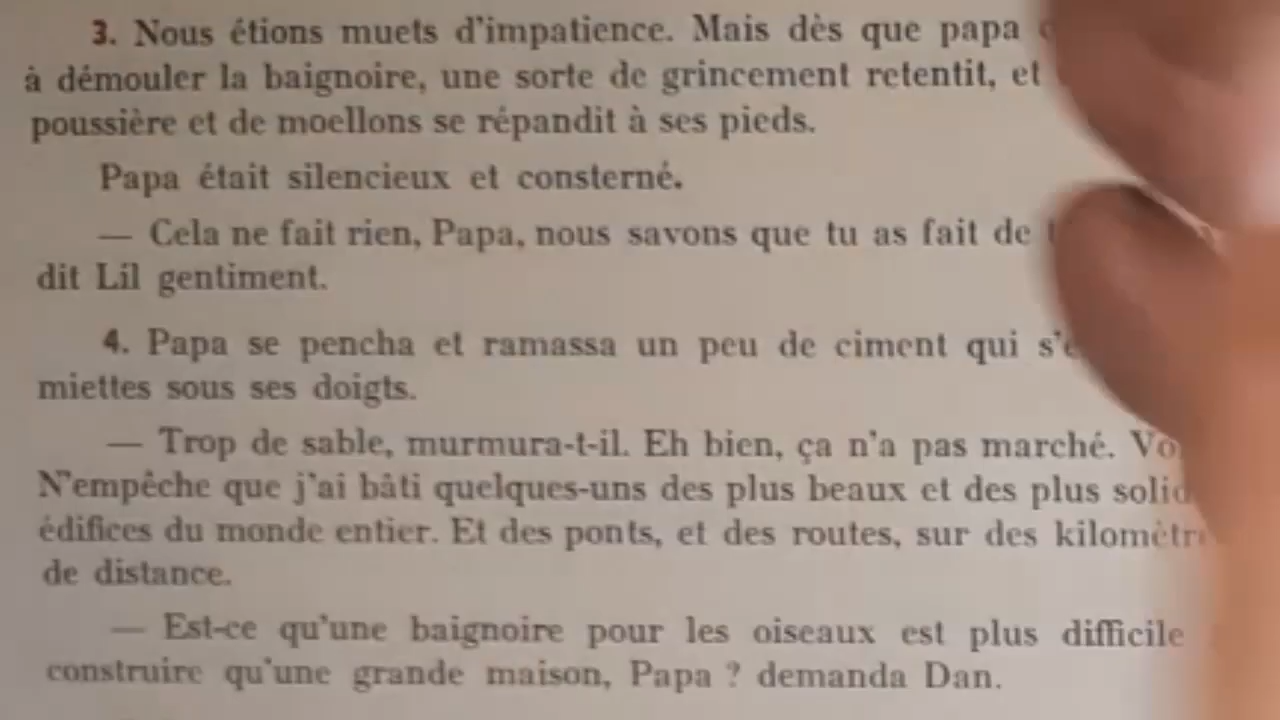 3. Nous étions muets d'impatience. Mais dès que papa
à démouler la baignoire, une sorte de grincement retentit, et
poussière et de moellons se répandit à ses pieds.
Papa était silencieux et consterné.
— Cela ne fait rien, Papa, nous savons que tu as fait de
dit Lil gentiment.
4. Papa se pencha et ramassa un peu de ciment qui
miettes sous ses doigts.
— Trop de sable, murmura-t-il. Eh bien, ça n'a pas marché.
N'empêche que j'ai bâti quelques-uns des plus beaux et des plus
édifices du monde entier. Et des ponts, et des routes, sur des
de distance.
— Est-ce qu'une baignoire pour les oiseaux est plus difficile
construire qu'une grande maison, Papa ? demanda Dan.